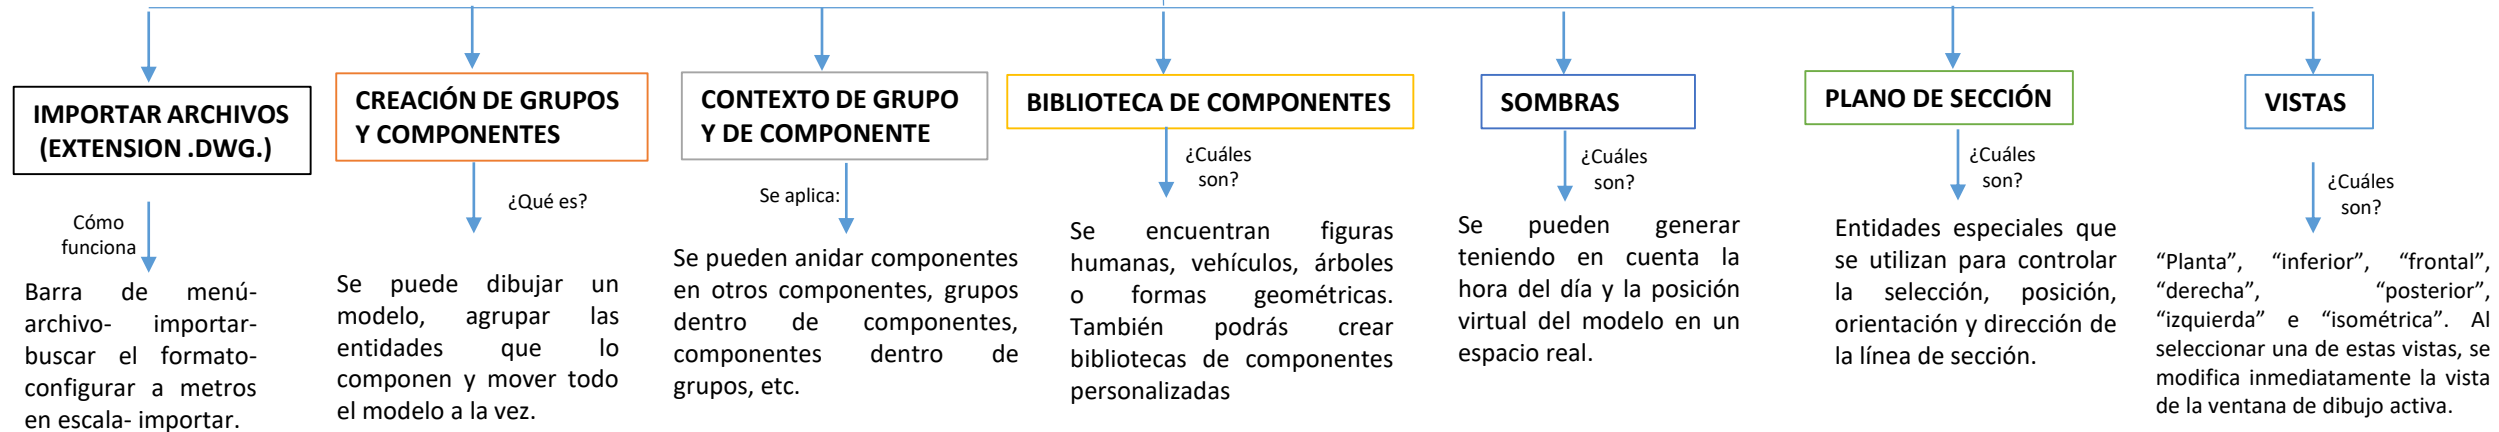 IMPORTAR ARCHIVOS
(EXTENSION .DWG.)
Cómo
funciona
Barra de menú-
archivo- importar-
buscar el formato-
configurar a metros
en escala- importar.
CREACIÓN DE GRUPOS
Y COMPONENTES
¿Qué es?
Se puede dibujar un
modelo, agrupar las
entidades que lo
componen y mover todo
el modelo a la vez.
CONTEXTO DE GRUPO
Y DE COMPONENTE
Se aplica:
Se pueden anidar componentes
en otros componentes, grupos
dentro de componentes,
componentes dentro de
grupos, etc.
BIBLIOTECA DE COMPONENTES
¿Cuáles
son?
Se encuentran figuras
humanas, vehículos, árboles
o formas geométricas.
También podrás crear
bibliotecas de componentes
personalizadas
SOMBRAS
¿Cuáles
son?
Se pueden generar
teniendo en cuenta la
hora del día y la posición
virtual del modelo en un
espacio real.
PLANO DE SECCIÓN
¿Cuáles
son?
Entidades especiales que
se utilizan para controlar
la selección, posición,
orientación y dirección de
la línea de sección.
VISTAS
¿Cuáles
son?
“Planta”, “inferior”, “frontal”,
“derecha”, “posterior”,
“izquierda” e “isométrica”. Al
seleccionar una de estas vistas, se
modifica inmediatamente la vista
de la ventana de dibujo activa.